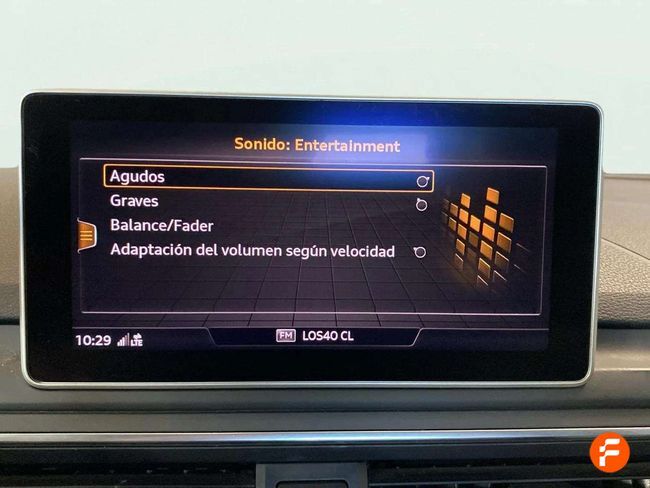 Sonido: Entertainment
Agudos
Graves
Balance/Fader
Adaptación del volumen según velocidad
10:29 LTE FM LOS40 CL